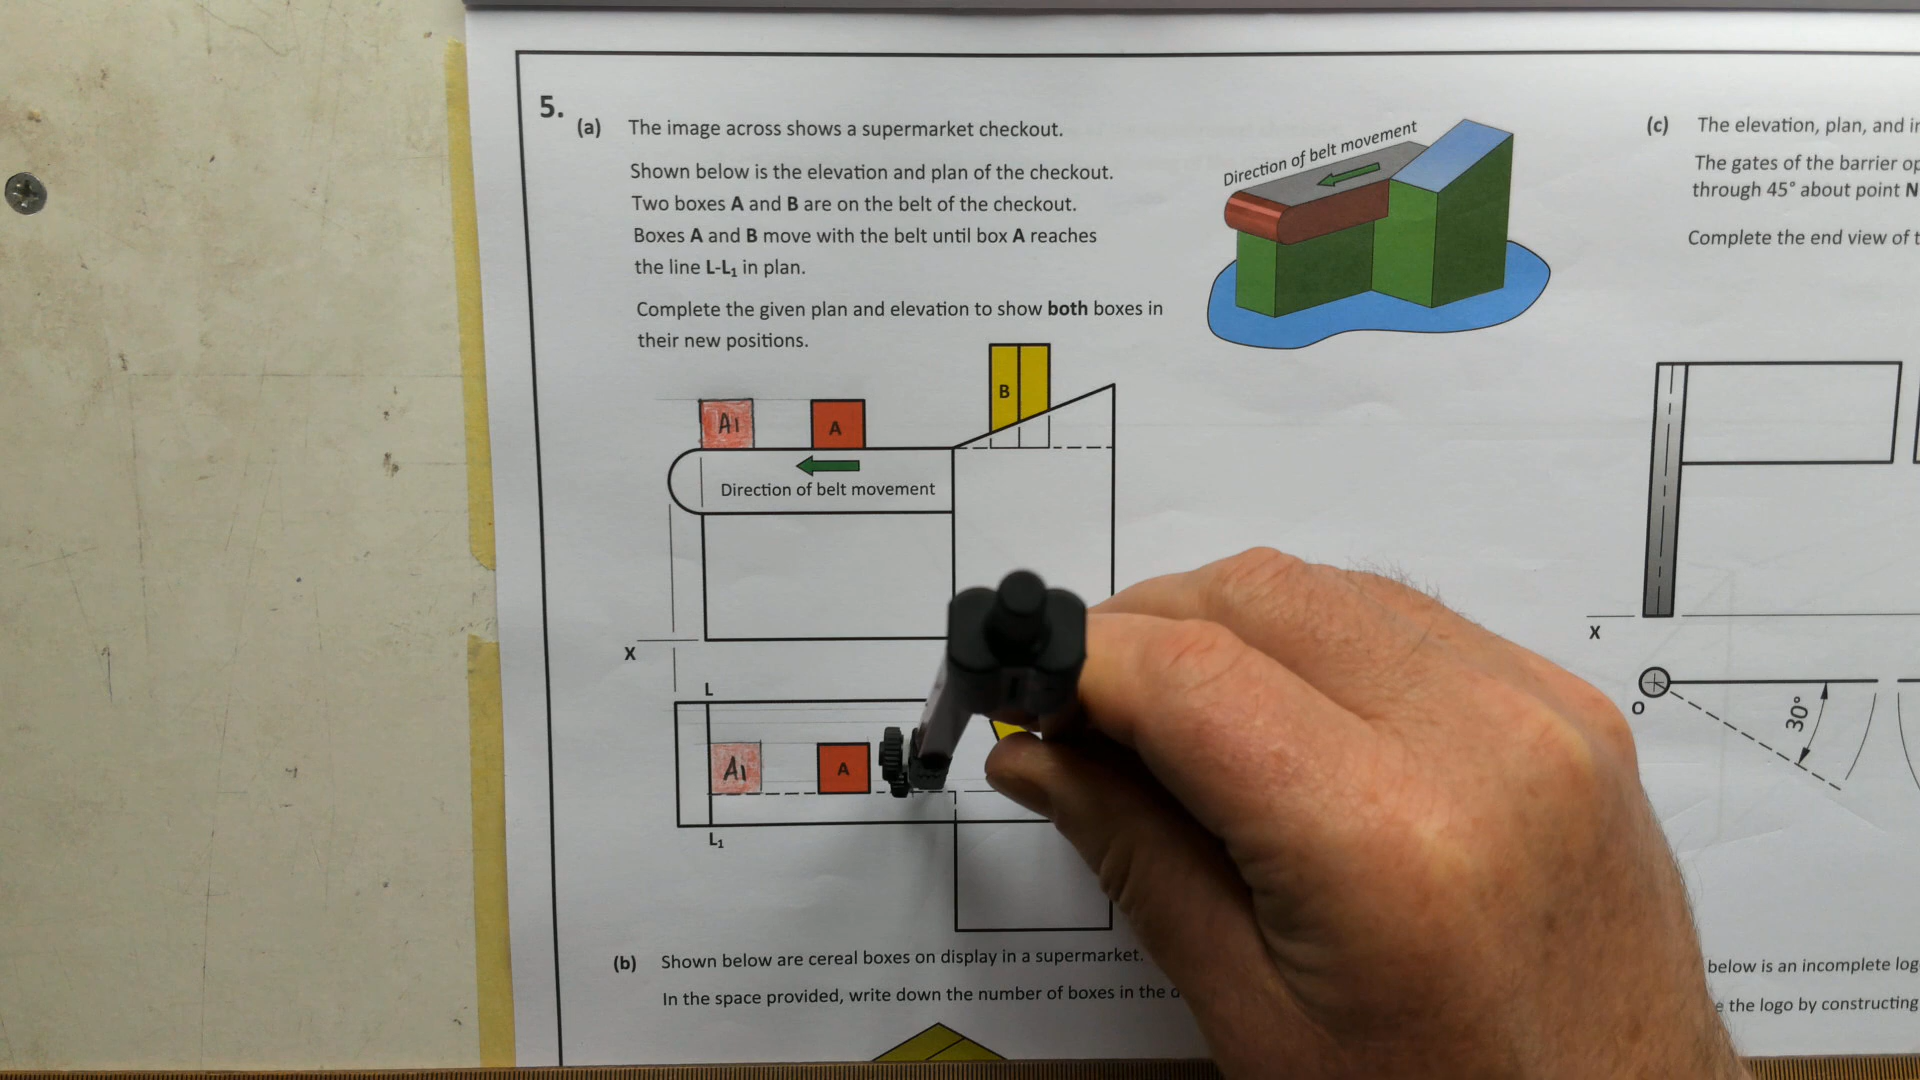 5.
(a) The image across shows a supermarket checkout.
Shown below is the elevation and plan of the checkout.
Two boxes A and B are on the belt of the checkout.
Boxes A and B move with the belt until box A reaches
the line L-L₁ in plan.
Complete the given plan and elevation to show both boxes in
their new positions.
Direction of belt movement
B
A1
A
Direction of belt movement
X
L
A1
A
L₁
(b) Shown below are cereal boxes on display in a supermarket.
In the space provided, write down the number of boxes in the
(c) The elevation, plan, and
The gates of the barrier
through 45° about point N
Complete the end view of
X
O
30°
below is an incomplete
the logo by constructing